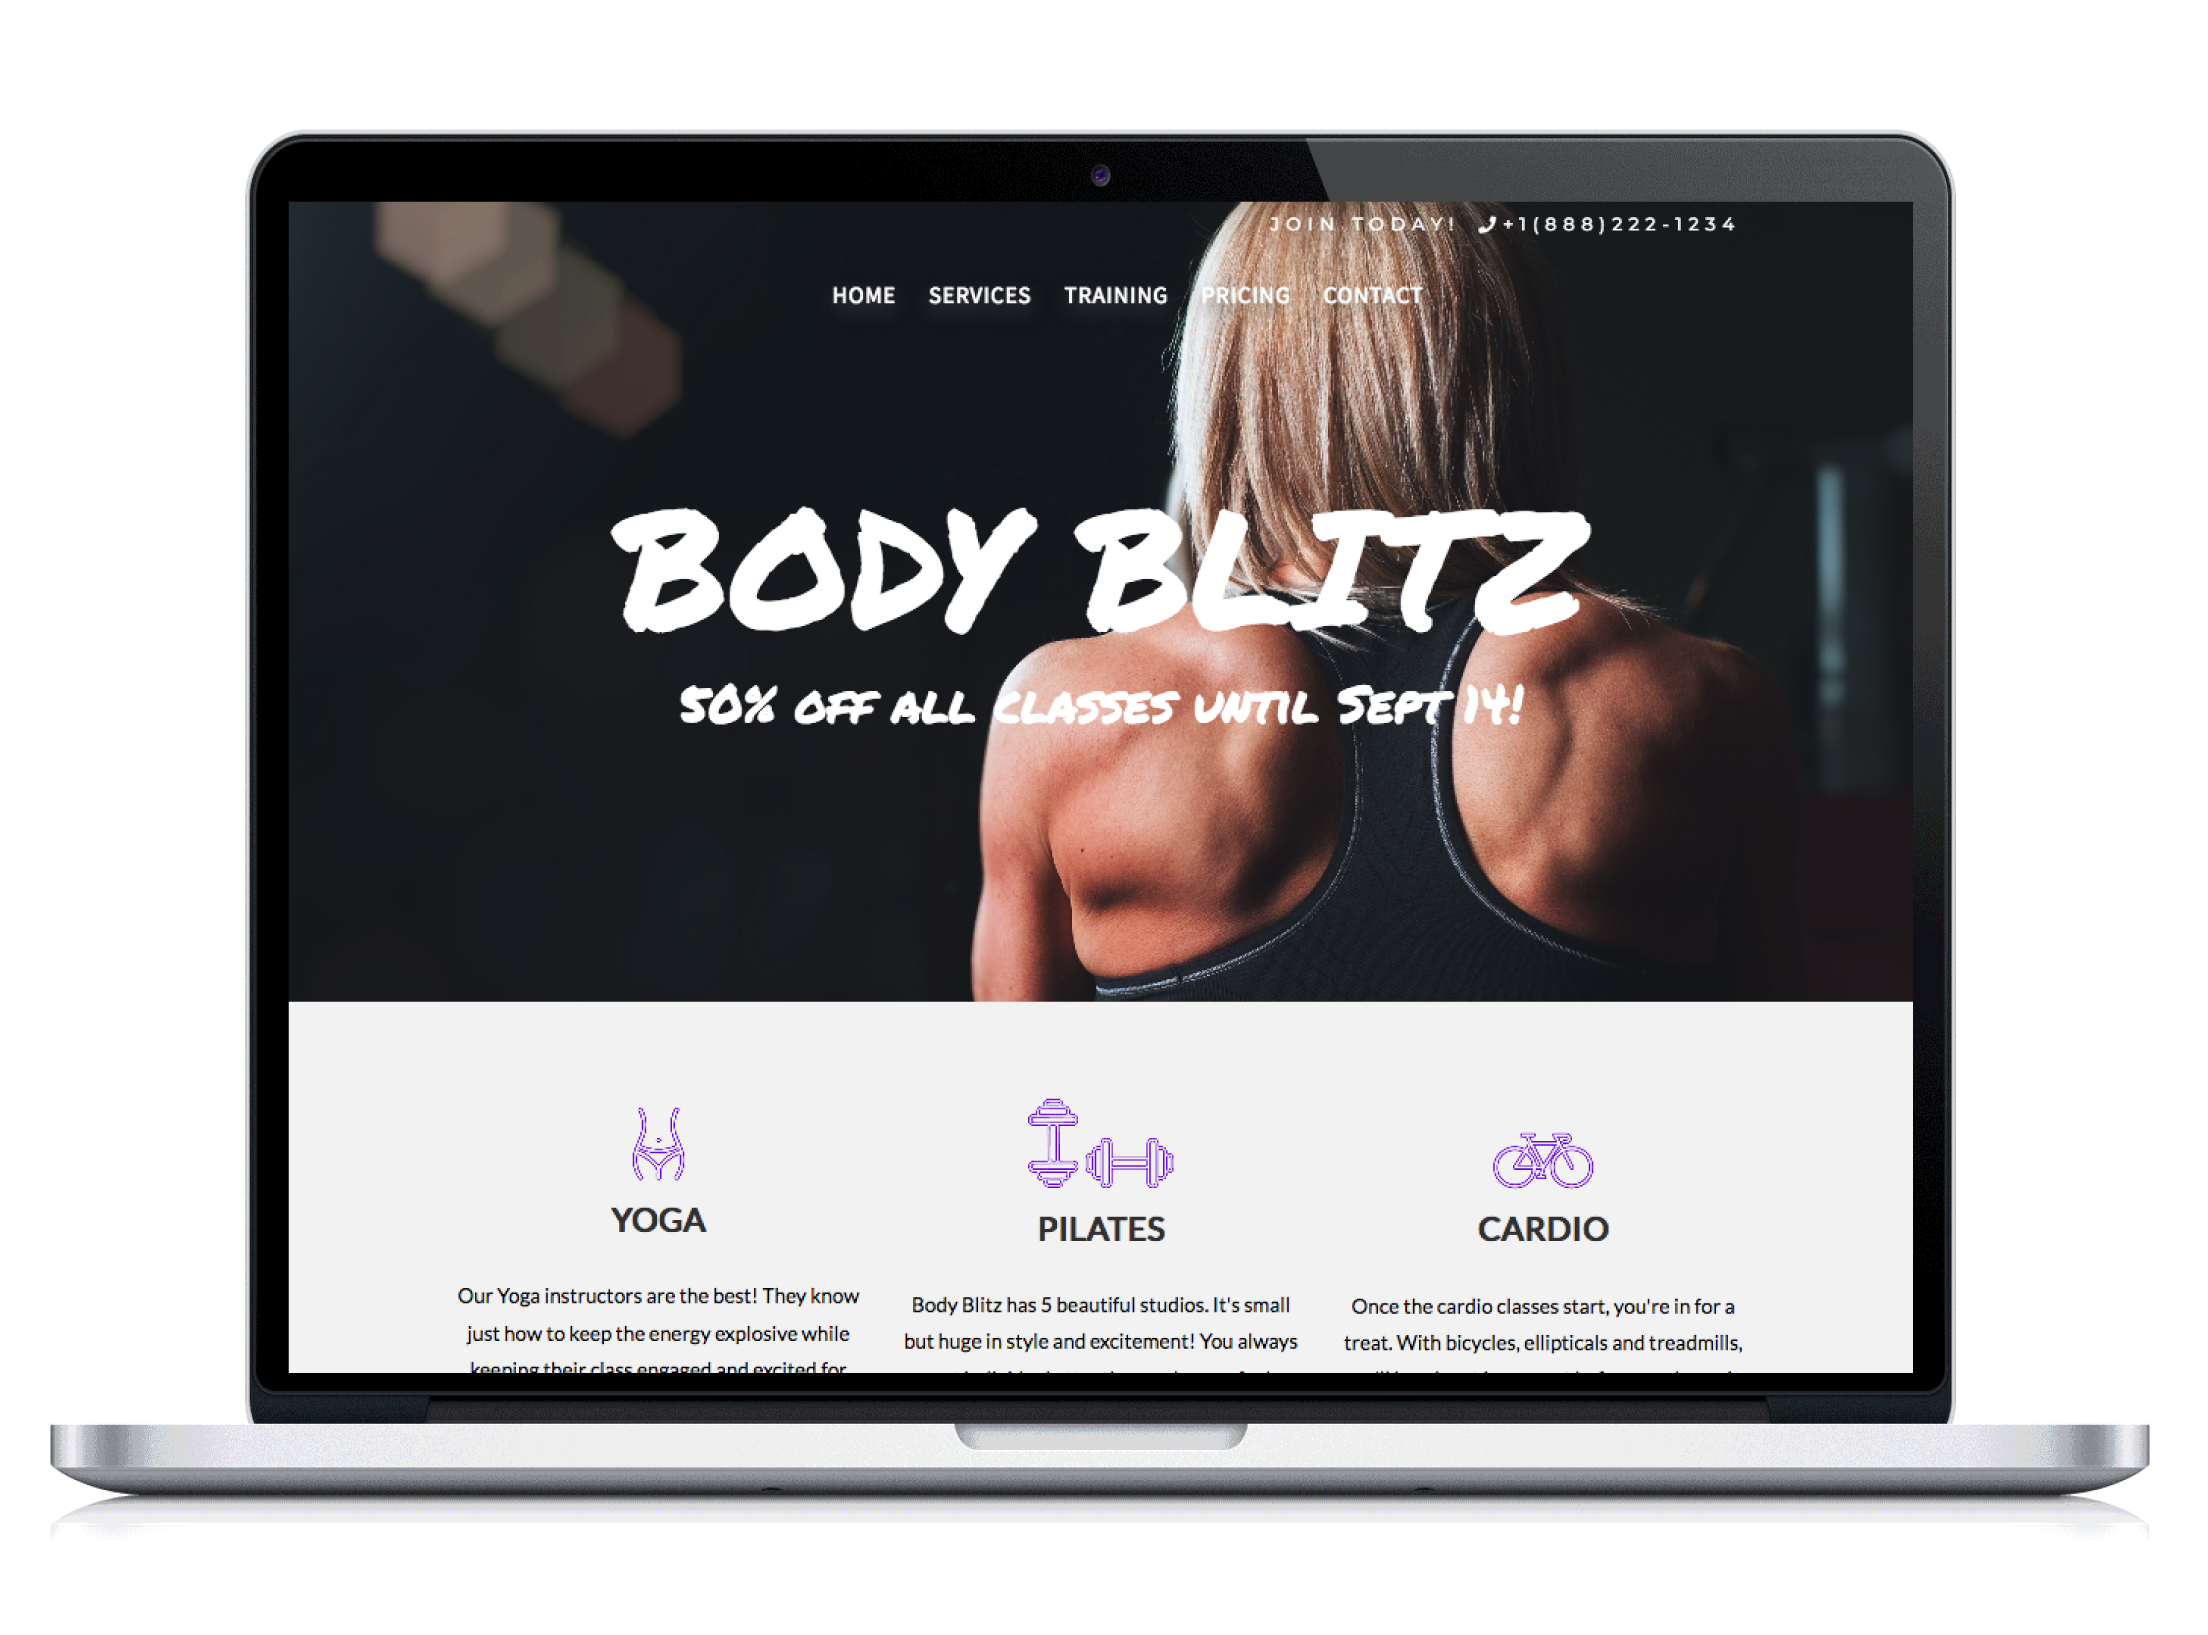 JOIN TODAY! +1(888)222-1234
HOME SERVICES TRAINING PRICING CONTACT
BODY BLITZ
50% OFF ALL CLASSES UNTIL SEPT 14!
YOGA
Our Yoga instructors are the best! They know
just how to keep the energy explosive while
keeping their class engaged and excited for
PILATES
Body Blitz has 5 beautiful studios. It's small
but huge in style and excitement! You always
CARDIO
Once the cardio classes start, you're in for a
treat. With bicycles, ellipticals and treadmills,